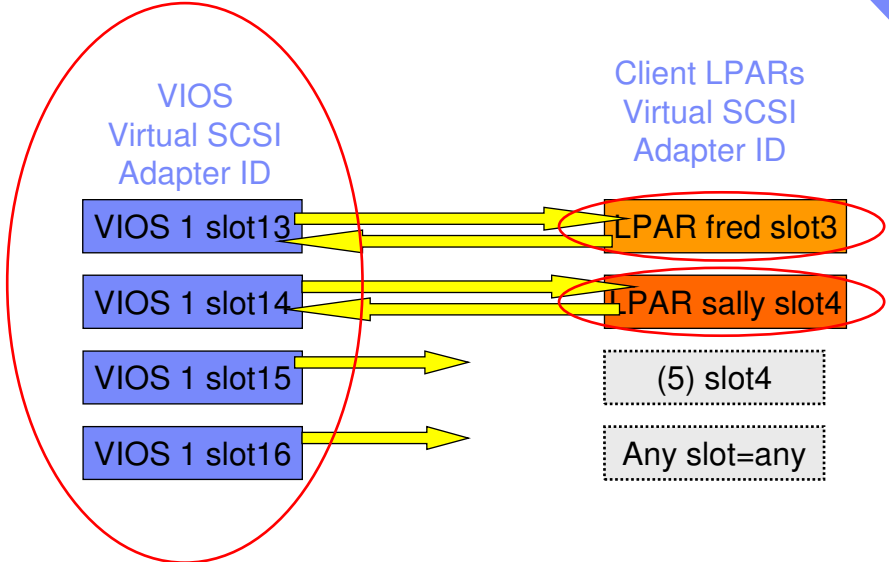 VIOS
Virtual SCSI
Adapter ID
Client LPARs
Virtual SCSI
Adapter ID
VIOS 1 slot13
LPAR fred slot3
VIOS 1 slot14
LPAR sally slot4
VIOS 1 slot15
(5) slot4
VIOS 1 slot16
Any slot=any